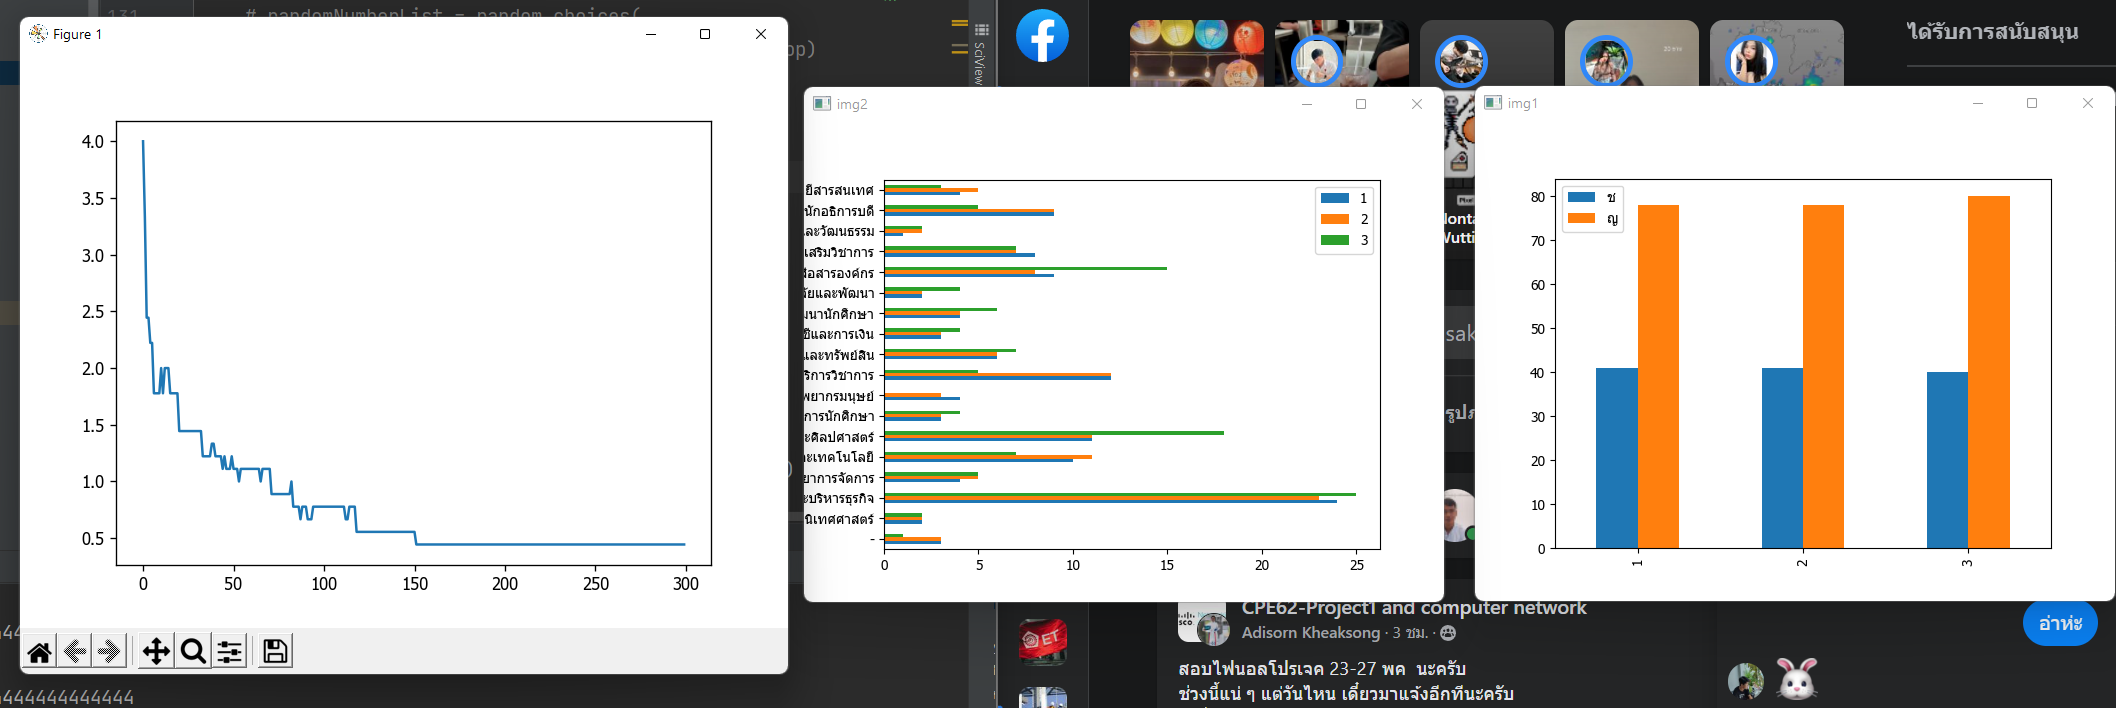 131
# randomNumberList = random.choices(
Figure 1
4.0
3.5
3.0
2.5
2.0
1.5
1.0
0.5
0
50
100
150
200
250
300
444444444444
SciView
img2
ยีสารสนเทศ
นักอธิการบดี
ละวัฒนธรรม
เสริมวิชาการ
สื่อสารองค์กร
ัยและพัฒนา
ฒนานักศึกษา
ชีและการเงิน
และทรัพย์สิน
ริการวิชาการ
พยากรมนุษย์
การนักศึกษา
ะศิลปศาสตร์
ละเทคโนโลยี
ยาการจัดการ
ะบริหารธุรกิจ
นิเทศศาสตร์
-
0
5
10
15
20
25
1
2
3
img1
ช
ญ
80
70
60
50
40
30
20
10
0
1
2
3
ได้รับการสนับสนุน
CPE62-Project1 and computer network
Adisorn Kheaksong · 3 ชม. ·
สอบไฟนอลโปรเจค 23-27 พค นะครับ
ช่วงนี้แน่ ๆ แต่วันไหน เดี๋ยวมาแจ้งอีกทีนะครับ
อ่าห่ะ